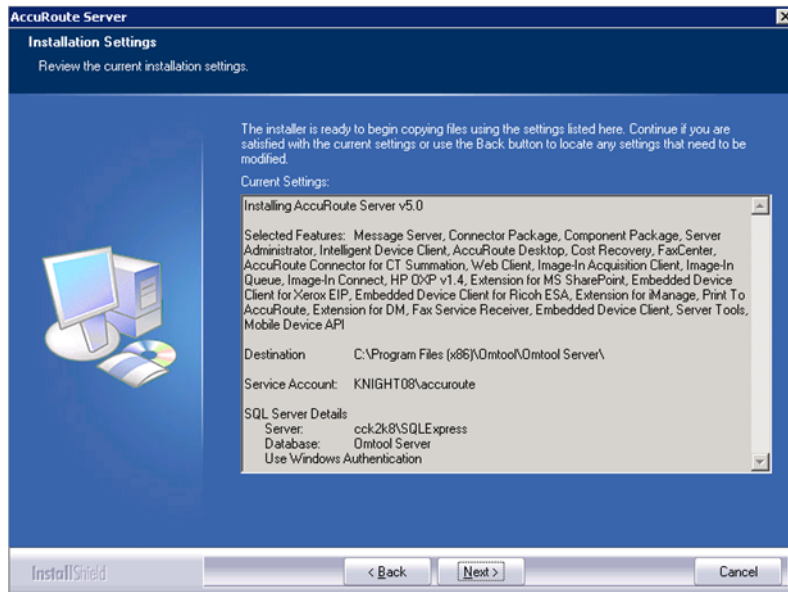 AccuRoute Server
Installation Settings
Review the current installation settings.
The installer is ready to begin copying files using the settings listed here. Continue if you are
satisfied with the current settings or use the Back button to locate any settings that need to be
modified.
Current Settings:
Installing AccuRoute Server v5.0
Selected Features: Message Server, Connector Package, Component Package, Server
Administrator, Intelligent Device Client, AccuRoute Desktop, Cost Recovery, FaxCenter,
AccuRoute Connector for CT Summation, Web Client, Image-In Acquisition Client, Image-In
Queue, Image-In Connect, HP OXP v1.4, Extension for MS SharePoint, Embedded Device
Client for Xerox EIP, Embedded Device Client for Ricoh ESA, Extension for iManage, Print To
AccuRoute, Extension for DM, Fax Service Receiver, Embedded Device Client, Server Tools,
Mobile Device API
Destination C:\Program Files (x86)\Omtool\Omtool Server\
Service Account: KNIGHT08\accuroute
SQL Server Details
Server: cck2k8\SQLExpress
Database: Omtool Server
Use Windows Authentication
InstallShield
< Back Next > Cancel